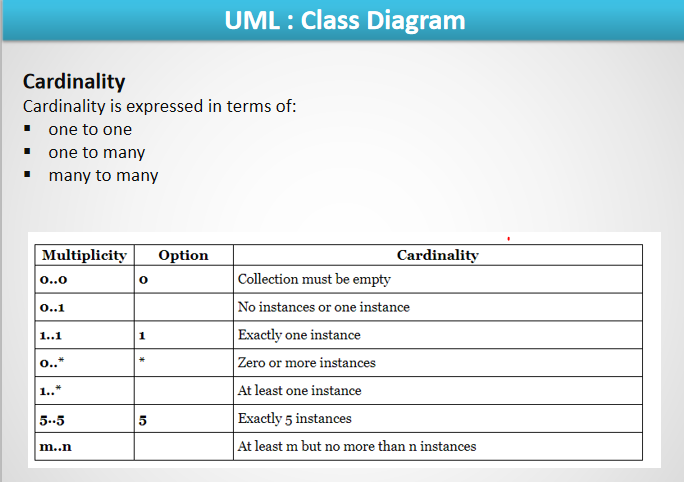 UML : Class Diagram
Cardinality
Cardinality is expressed in terms of:
▪ one to one
▪ one to many
▪ many to many
Multiplicity Option Cardinality
0..0 0 Collection must be empty
0..1 No instances or one instance
1..1 1 Exactly one instance
0..* * Zero or more instances
1..* At least one instance
5..5 5 Exactly 5 instances
m..n At least m but no more than n instances